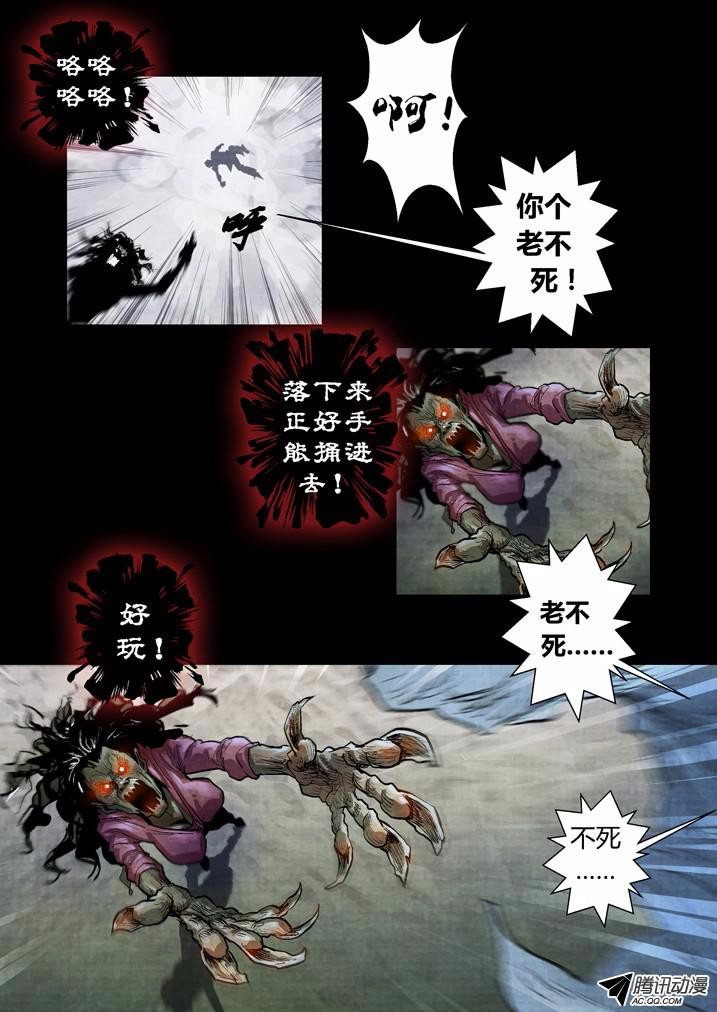 咯咯
咯咯！
啊！
呼
你个
老不
死！
落下来
正好手
能捅进
去！
好
玩！
老不
死……
不死
……
腾讯动漫
AC.QQ.COM